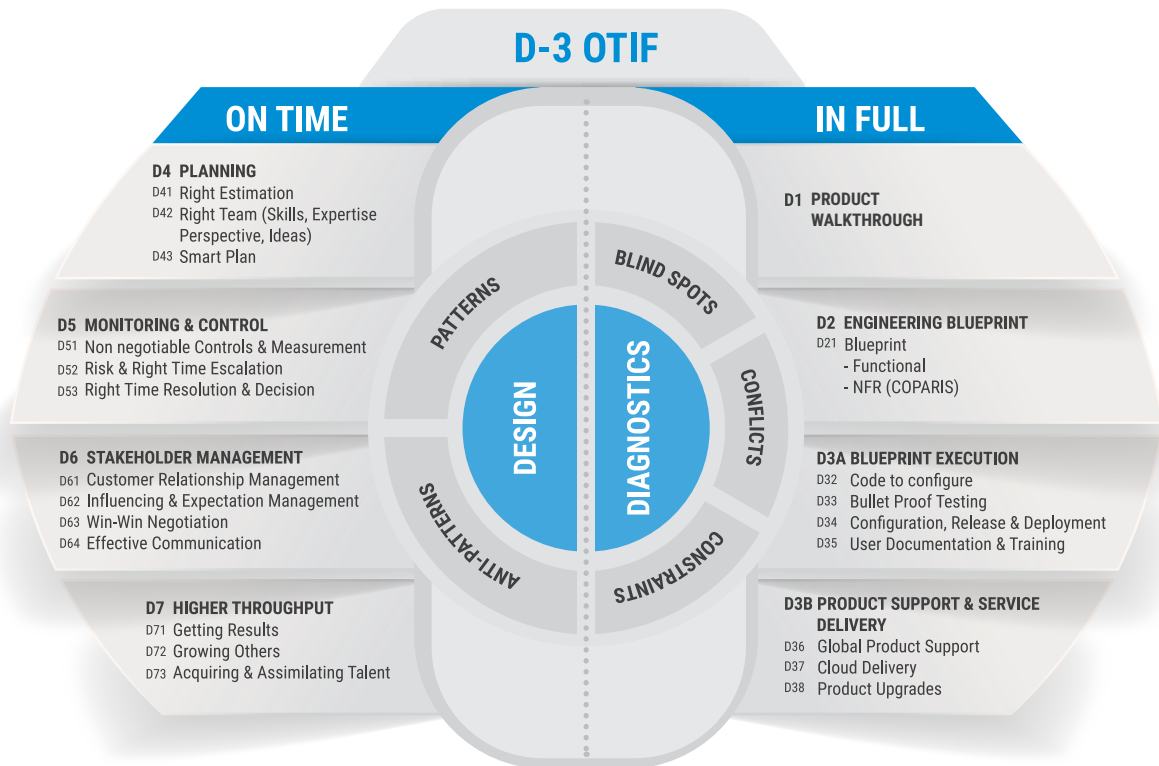 D-3 OTIF
ON TIME
D4 PLANNING
D41 Right Estimation
D42 Right Team (Skills, Expertise
Perspective, Ideas)
D43 Smart Plan
D5 MONITORING & CONTROL
D51 Non negotiable Controls & Measurement
D52 Risk & Right Time Escalation
D53 Right Time Resolution & Decision
D6 STAKEHOLDER MANAGEMENT
D61 Customer Relationship Management
D62 Influencing & Expectation Management
D63 Win-Win Negotiation
D64 Effective Communication
D7 HIGHER THROUGHPUT
D71 Getting Results
D72 Growing Others
D73 Acquiring & Assimilating Talent
PATTERNS
ANTI-PATTERNS
DESIGN
DIAGNOSTICS
BLIND SPOTS
CONFLICTS
CONSTRAINTS
IN FULL
D1 PRODUCT
WALKTHROUGH
D2 ENGINEERING BLUEPRINT
D21 Blueprint
- Functional
- NFR (COPARIS)
D3A BLUEPRINT EXECUTION
D32 Code to configure
D33 Bullet Proof Testing
D34 Configuration, Release & Deployment
D35 User Documentation & Training
D3B PRODUCT SUPPORT & SERVICE
DELIVERY
D36 Global Product Support
D37 Cloud Delivery
D38 Product Upgrades